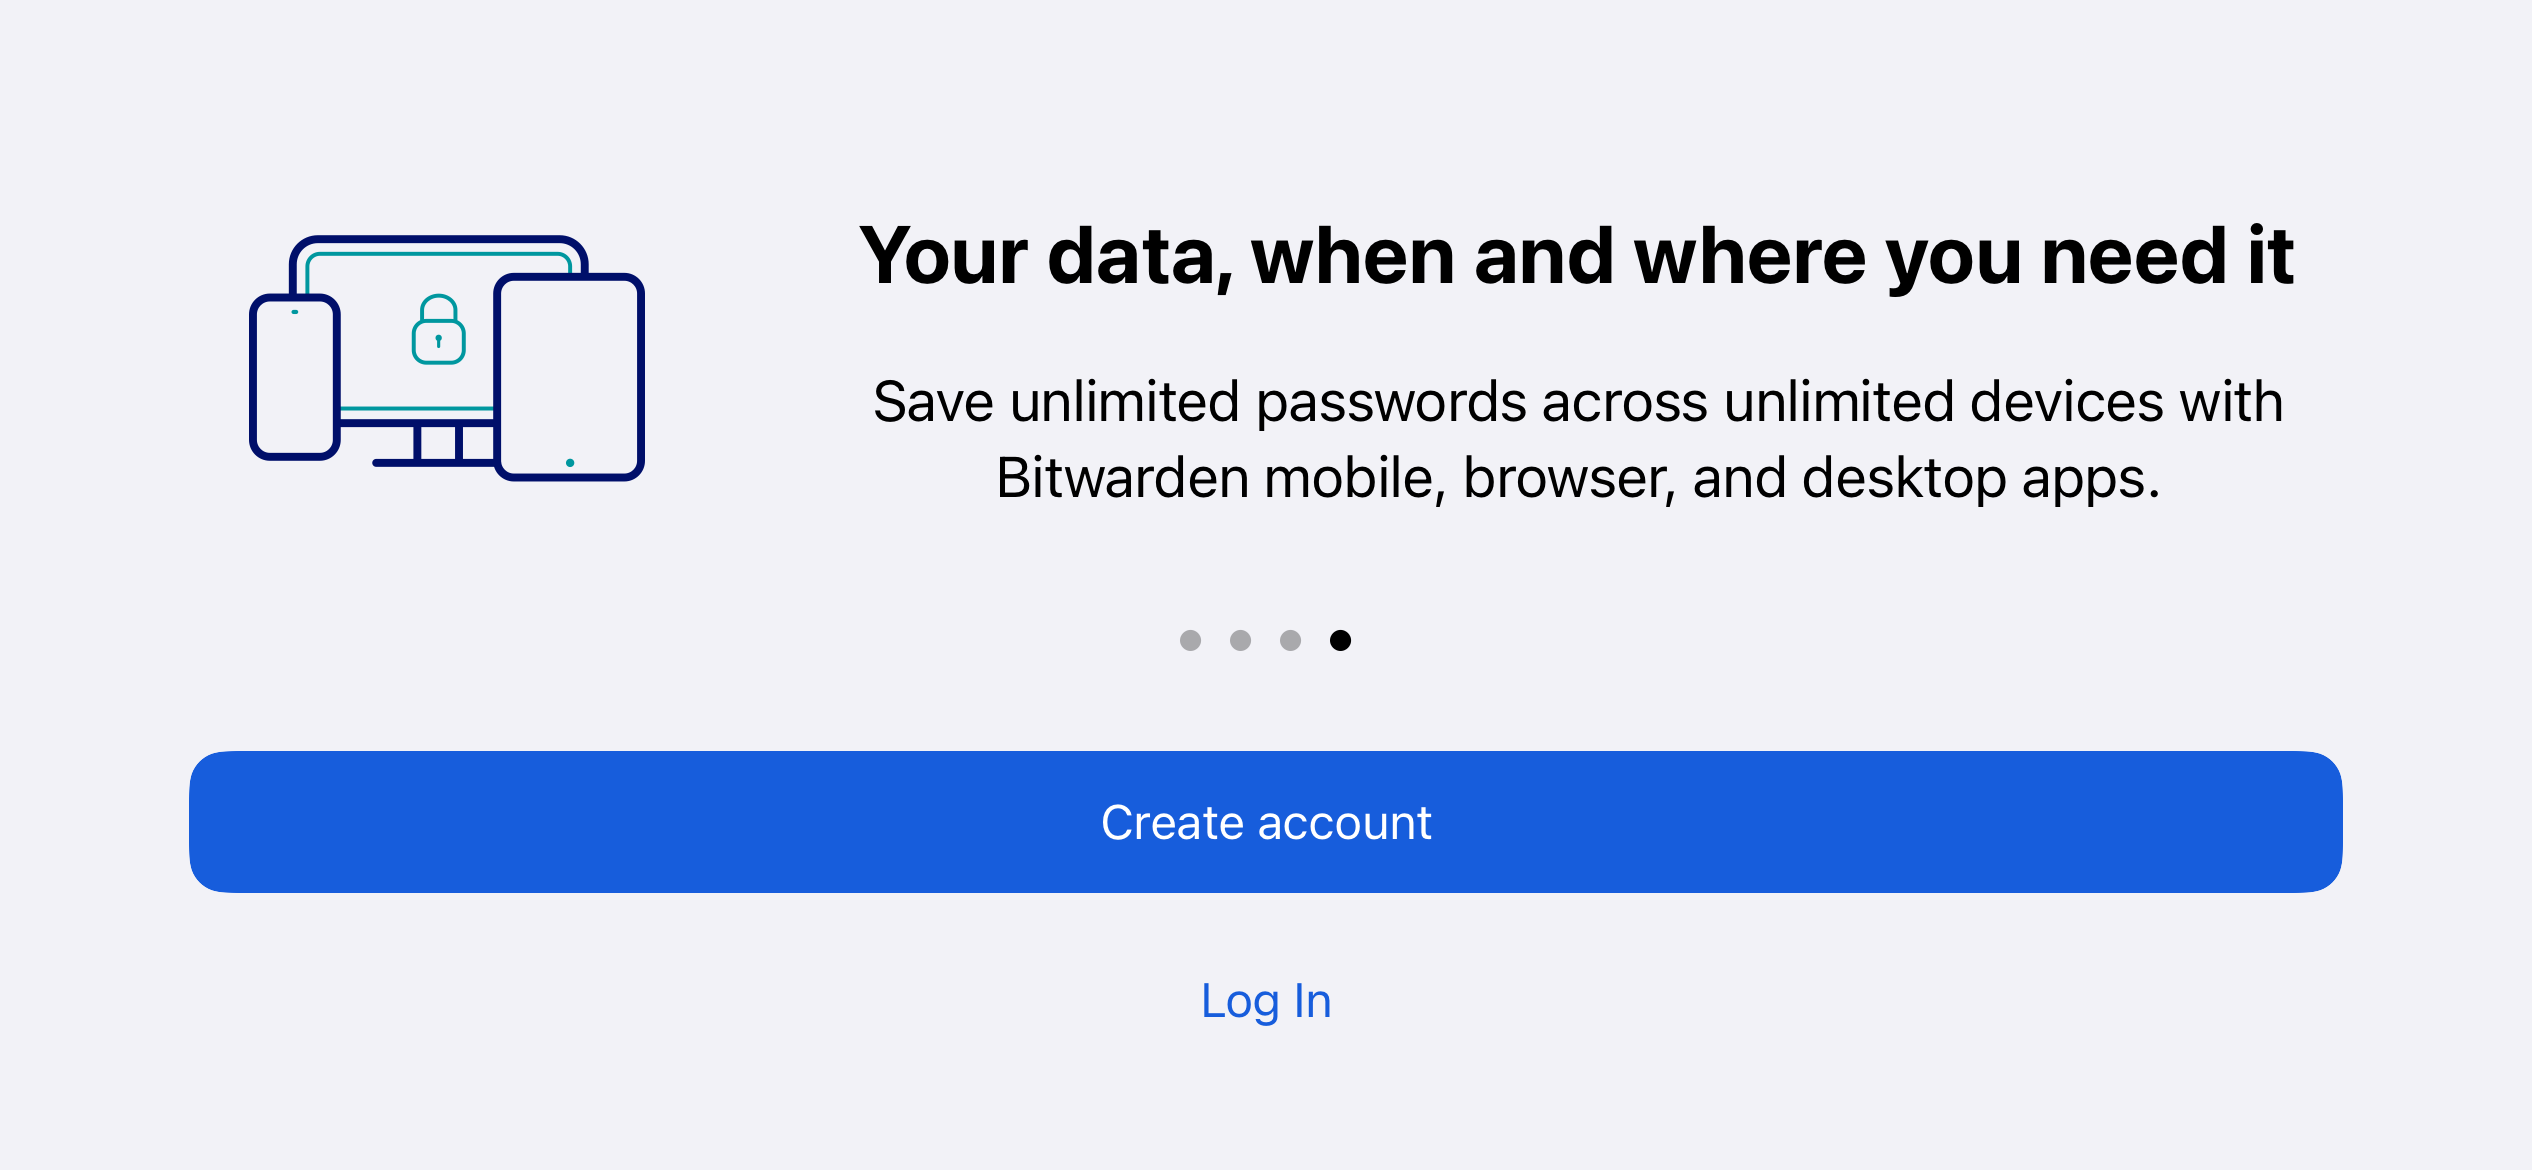 Your data, when and where you need it
Save unlimited passwords across unlimited devices with
Bitwarden mobile, browser, and desktop apps.
Create account
Log In